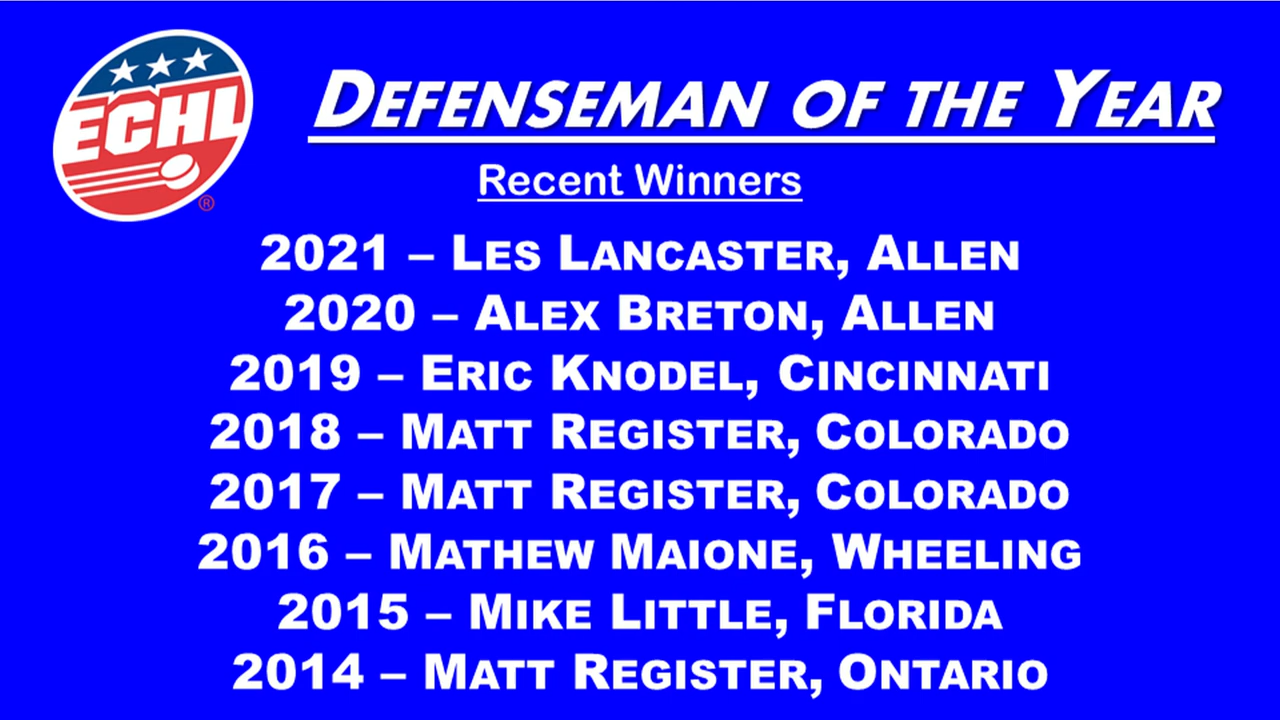 ECHL
®
DEFENSEMAN OF THE YEAR
Recent Winners
2021 – LES LANCASTER, ALLEN
2020 – ALEX BRETON, ALLEN
2019 – ERIC KNODEL, CINCINNATI
2018 – MATT REGISTER, COLORADO
2017 – MATT REGISTER, COLORADO
2016 – MATHEW MAIONE, WHEELING
2015 – MIKE LITTLE, FLORIDA
2014 – MATT REGISTER, ONTARIO